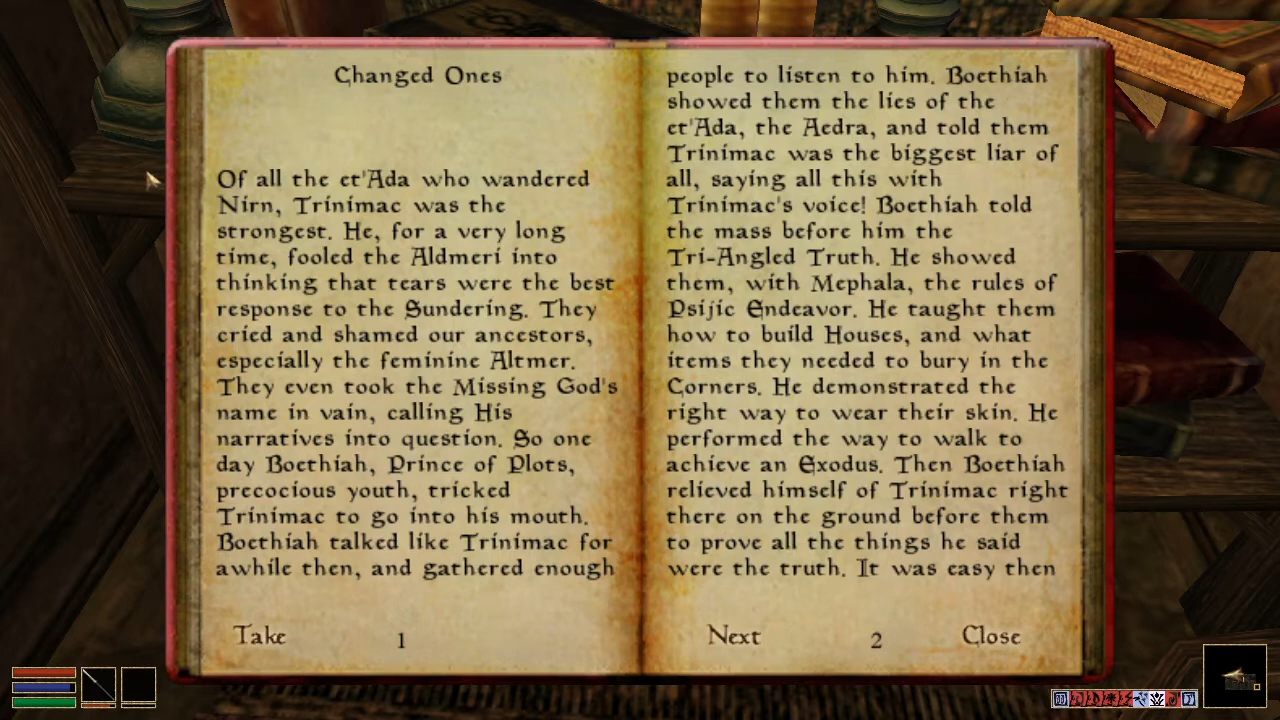 Changed Ones
Of all the et'Ada who wandered
Nirn, Trinimac was the
strongest. He, for a very long
time, fooled the Aldmeri into
thinking that tears were the best
response to the Sundering. They
cried and shamed our ancestors,
especially the feminine Altmer.
They even took the Missing God's
name in vain, calling His
narratives into question. So one
day Boethiah, Prince of Plots,
precocious youth, tricked
Trinimac to go into his mouth.
Boethiah talked like Trinimac for
awhile then, and gathered enough
Take
1
people to listen to him. Boethiah
showed them the lies of the
et'Ada, the Aedra, and told them
Trinimac was the biggest liar of
all, saying all this with
Trinimac's voice! Boethiah told
the mass before him the
Tri-Angled Truth. He showed
them, with Mephala, the rules of
Psijic Endeavor. He taught them
how to build Houses, and what
items they needed to bury in the
Corners. He demonstrated the
right way to wear their skin. He
performed the way to walk to
achieve an Exodus. Then Boethiah
relieved himself of Trinimac right
there on the ground before them
to prove all the things he said
were the truth. It was easy then
Next
2
Close